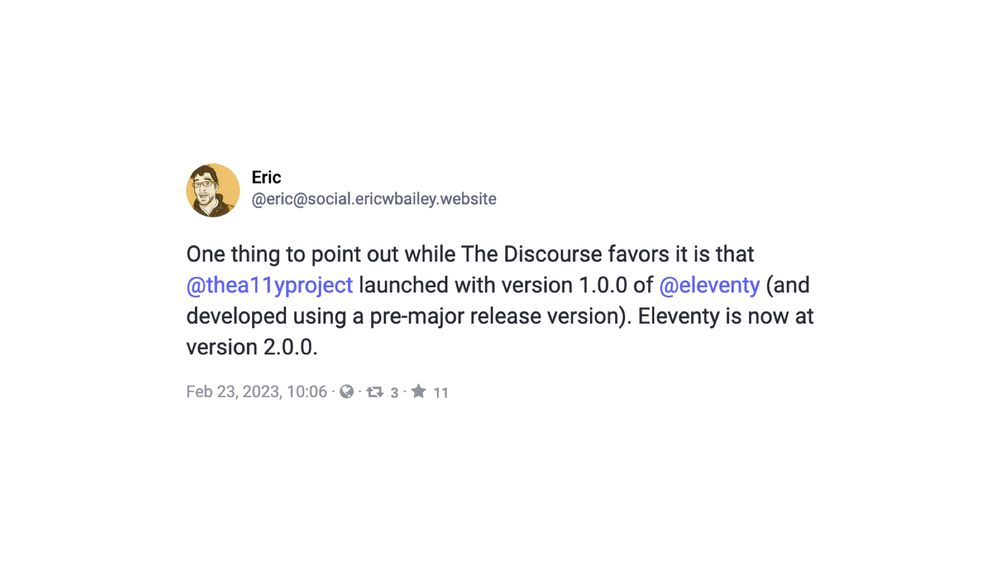 Eric
@eric@social.ericwbailey.website
One thing to point out while The Discourse favors it is that
@thea11yproject launched with version 1.0.0 of @eleventy (and
developed using a pre-major release version). Eleventy is now at
version 2.0.0.
Feb 23, 2023, 10:06 · · 3 · 11